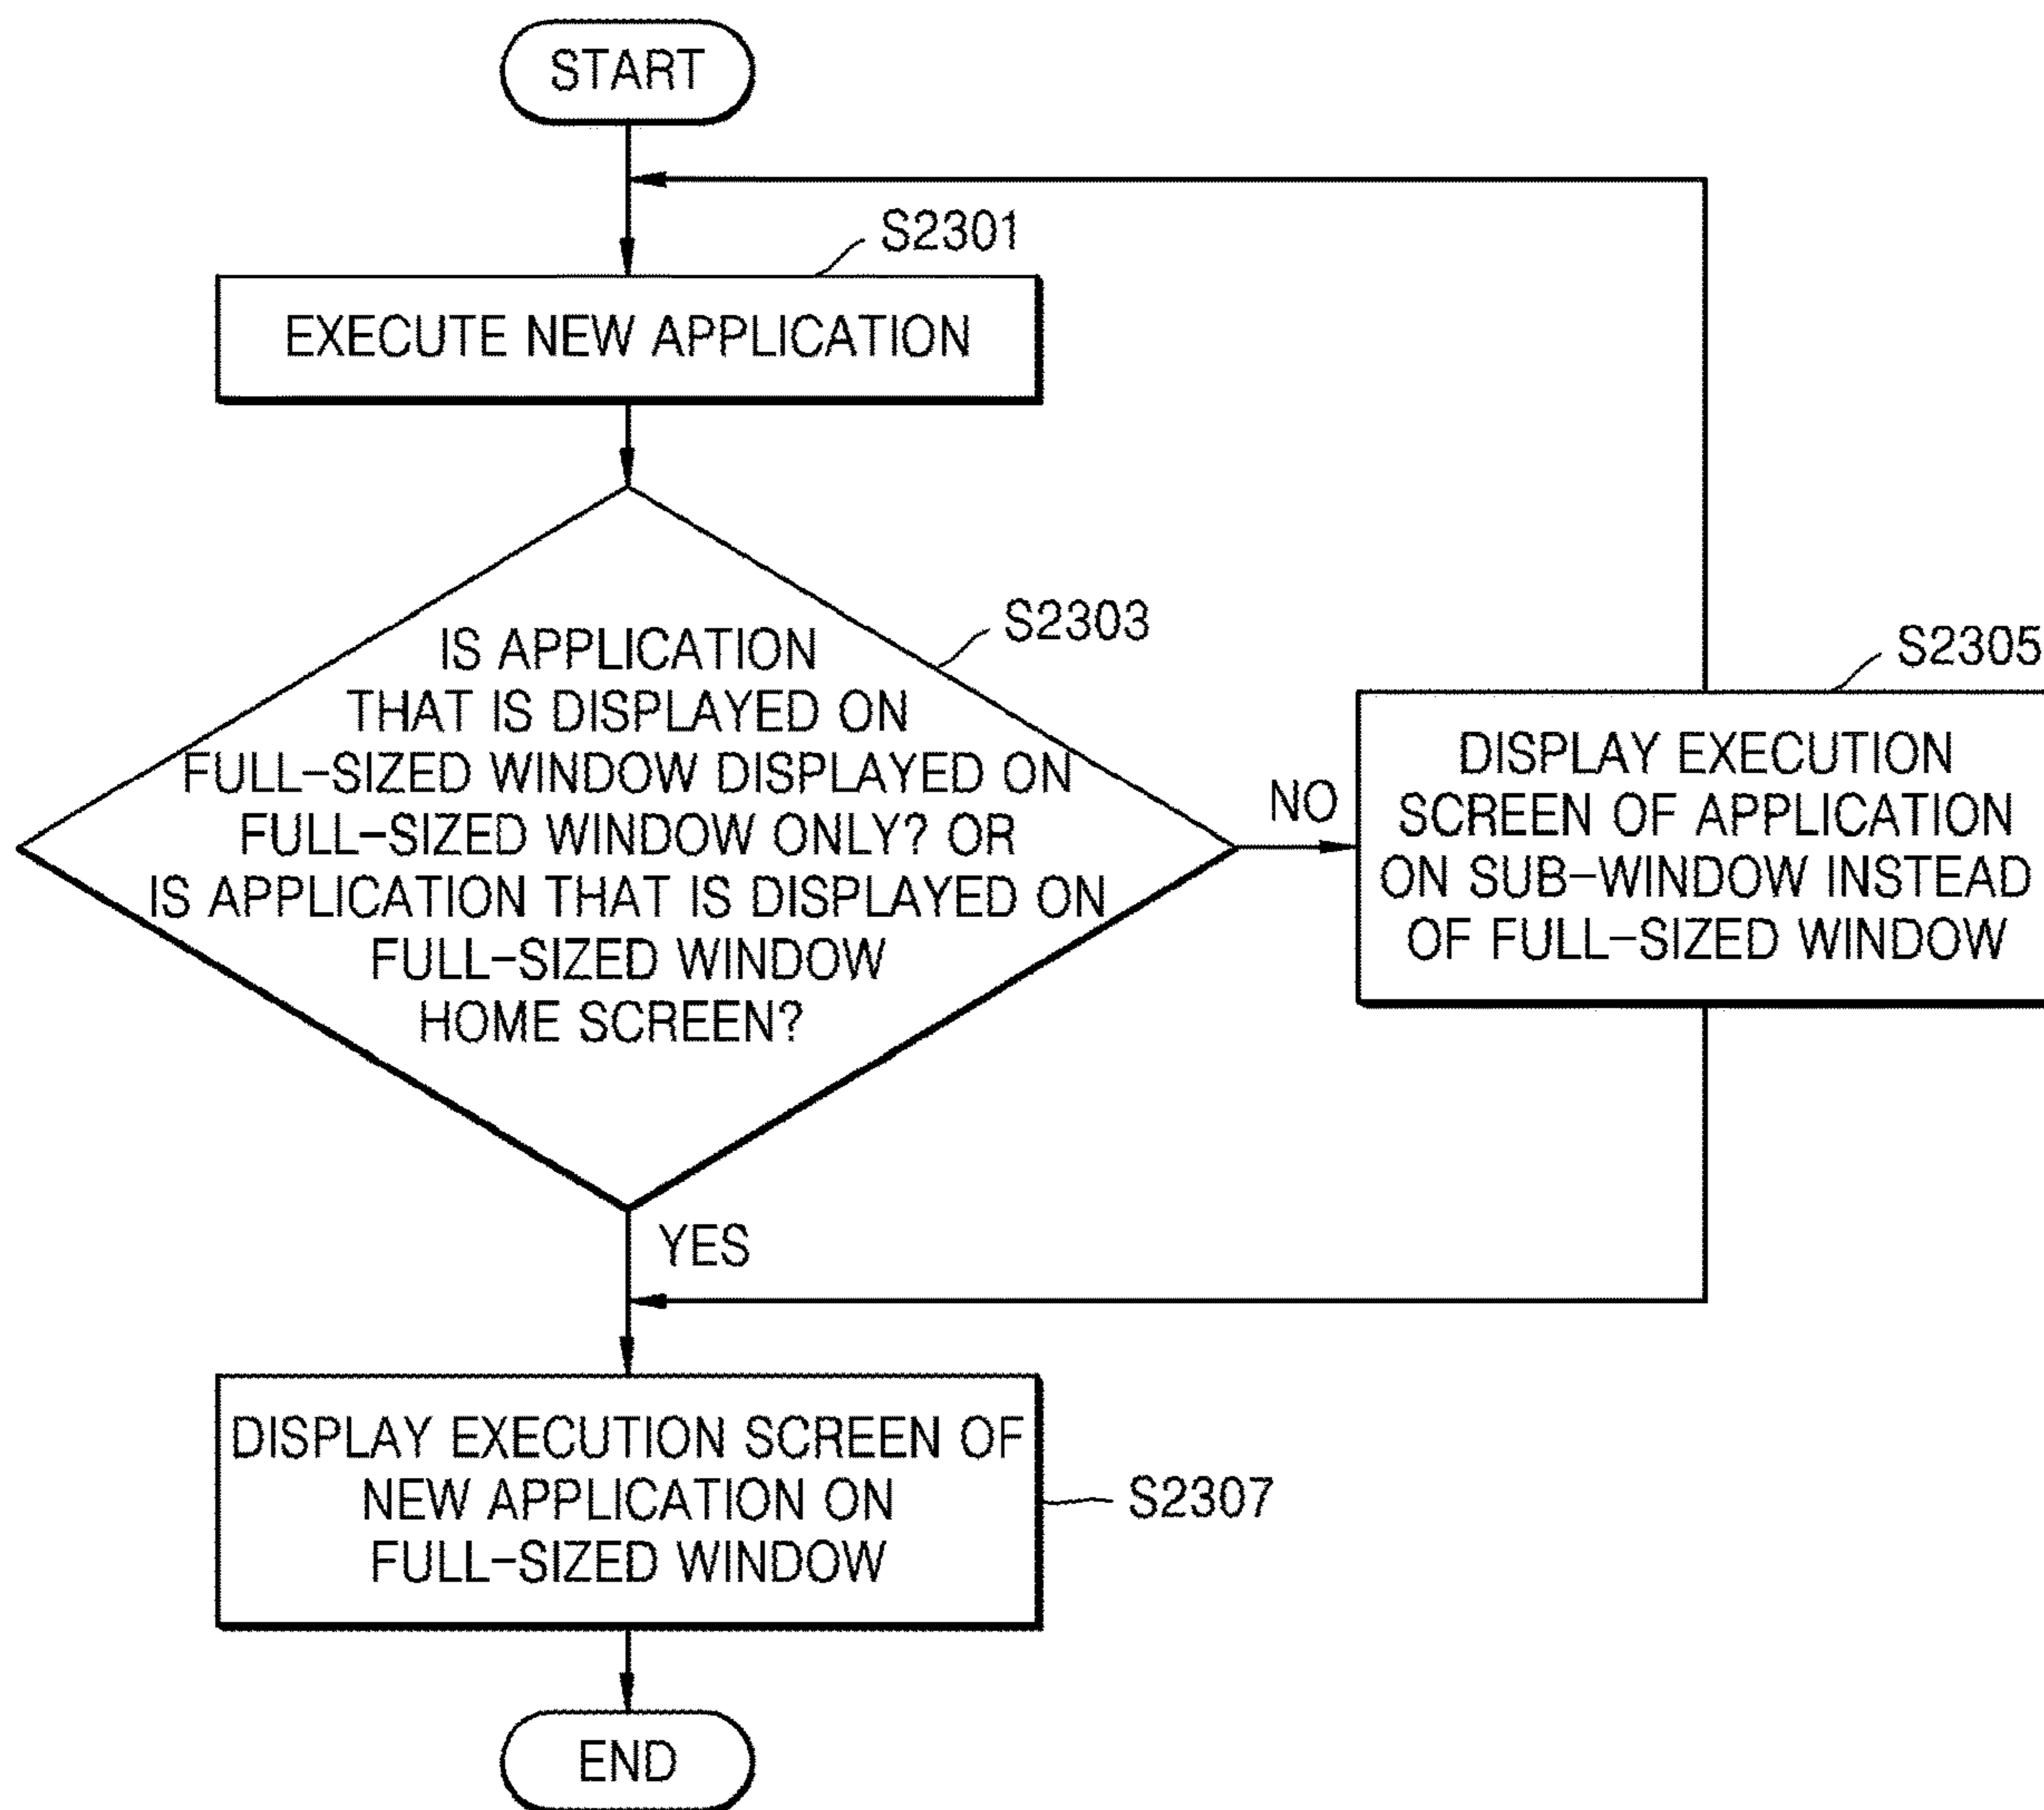 START
S2301
EXECUTE NEW APPLICATION
S2303
IS APPLICATION
THAT IS DISPLAYED ON
FULL-SIZED WINDOW DISPLAYED ON
FULL-SIZED WINDOW ONLY? OR
IS APPLICATION THAT IS DISPLAYED ON
FULL-SIZED WINDOW
HOME SCREEN?
NO
S2305
DISPLAY EXECUTION
SCREEN OF APPLICATION
ON SUB-WINDOW INSTEAD
OF FULL-SIZED WINDOW
YES
DISPLAY EXECUTION SCREEN OF
NEW APPLICATION ON
FULL-SIZED WINDOW
S2307
END